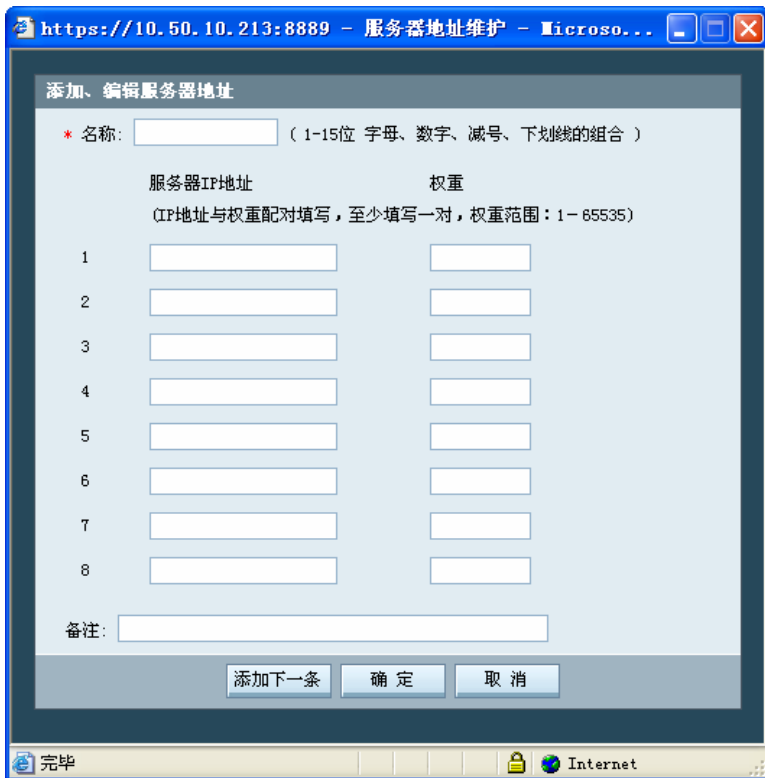 https://10.50.10.213:8889 - 服务器地址维护 - Microso...
添加、编辑服务器地址
* 名称: （ 1-15位 字母、数字、减号、下划线的组合 ）
服务器IP地址 权重
(IP地址与权重配对填写，至少填写一对，权重范围：1－65535)
1
2
3
4
5
6
7
8
备注:
添加下一条 确 定 取 消
完毕 Internet